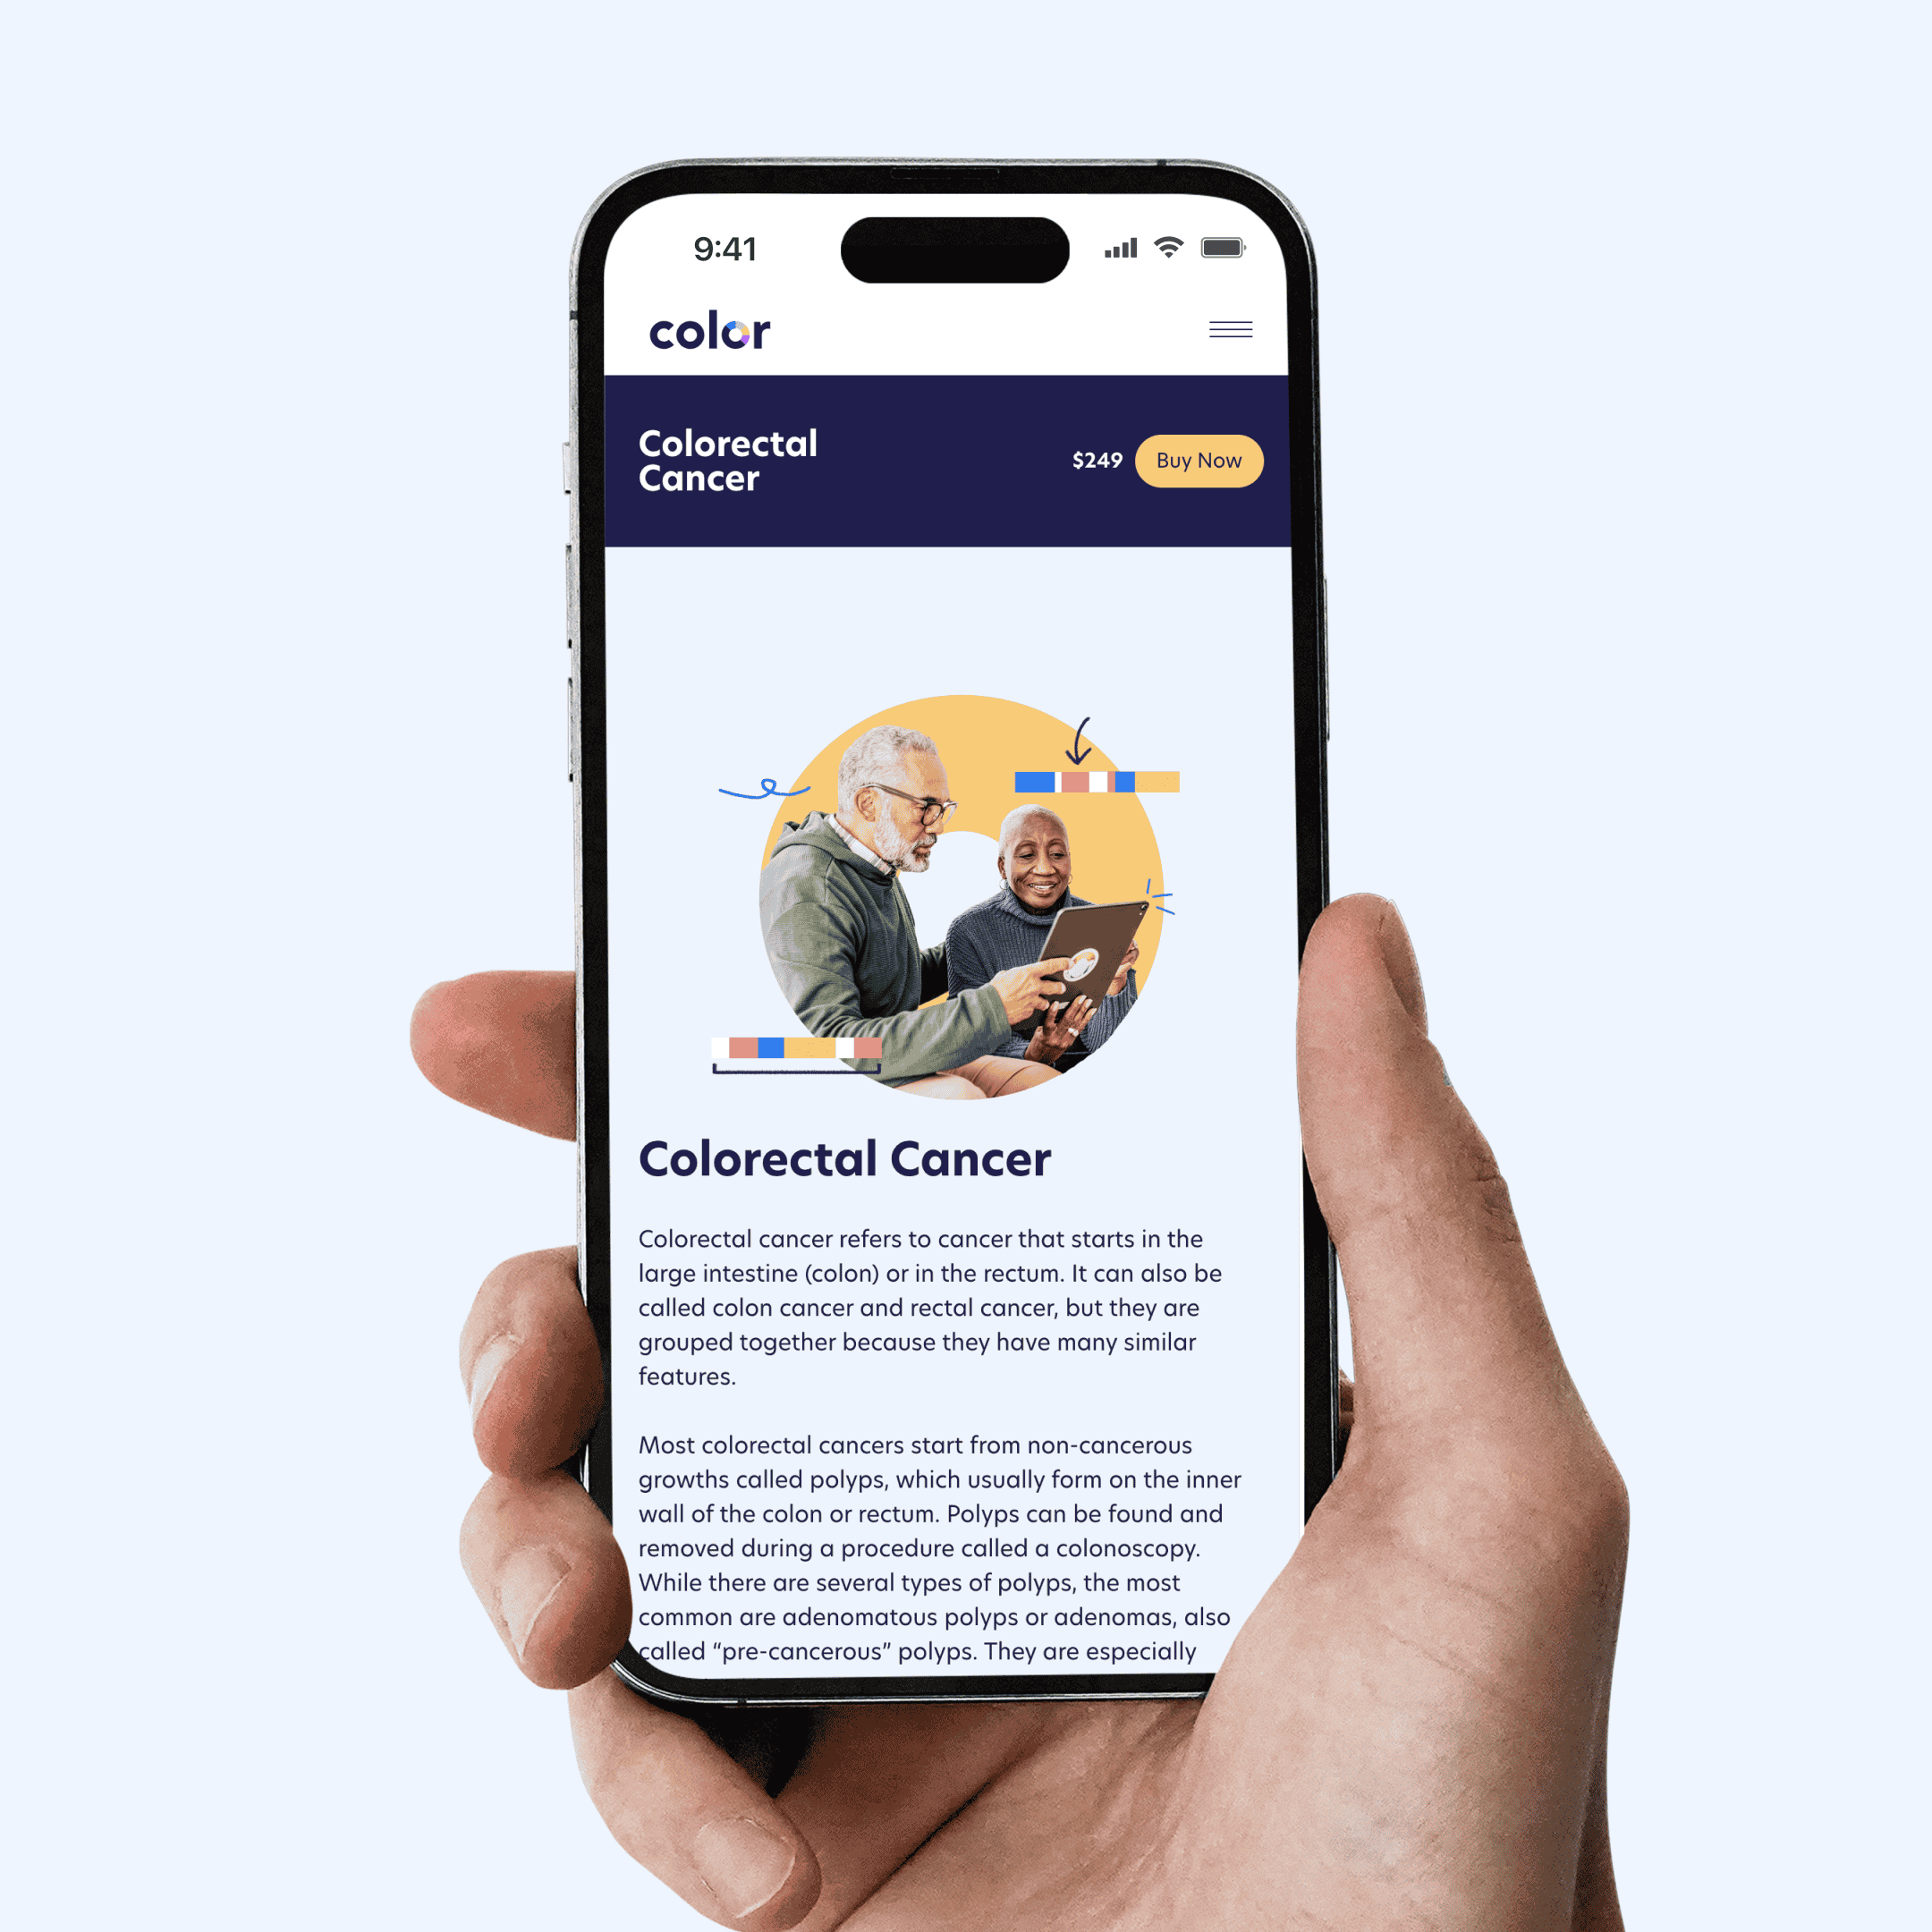 9:41
color
Colorectal
Cancer
$249
Buy Now
Colorectal Cancer
Colorectal cancer refers to cancer that starts in the
large intestine (colon) or in the rectum. It can also be
called colon cancer and rectal cancer, but they are
grouped together because they have many similar
features.
Most colorectal cancers start from non-cancerous
growths called polyps, which usually form on the inner
wall of the colon or rectum. Polyps can be found and
removed during a procedure called a colonoscopy.
While there are several types of polyps, the most
common are adenomatous polyps or adenomas, also
called “pre-cancerous” polyps. They are especially